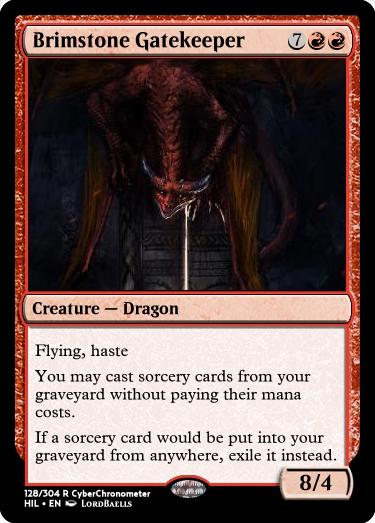 Brimstone Gatekeeper 7
Creature — Dragon
Flying, haste
You may cast sorcery cards from your
graveyard without paying their mana
costs.
If a sorcery card would be put into your
graveyard from anywhere, exile it instead.
8/4
128/304 R CyberChronometer
HIL • EN LordBaells